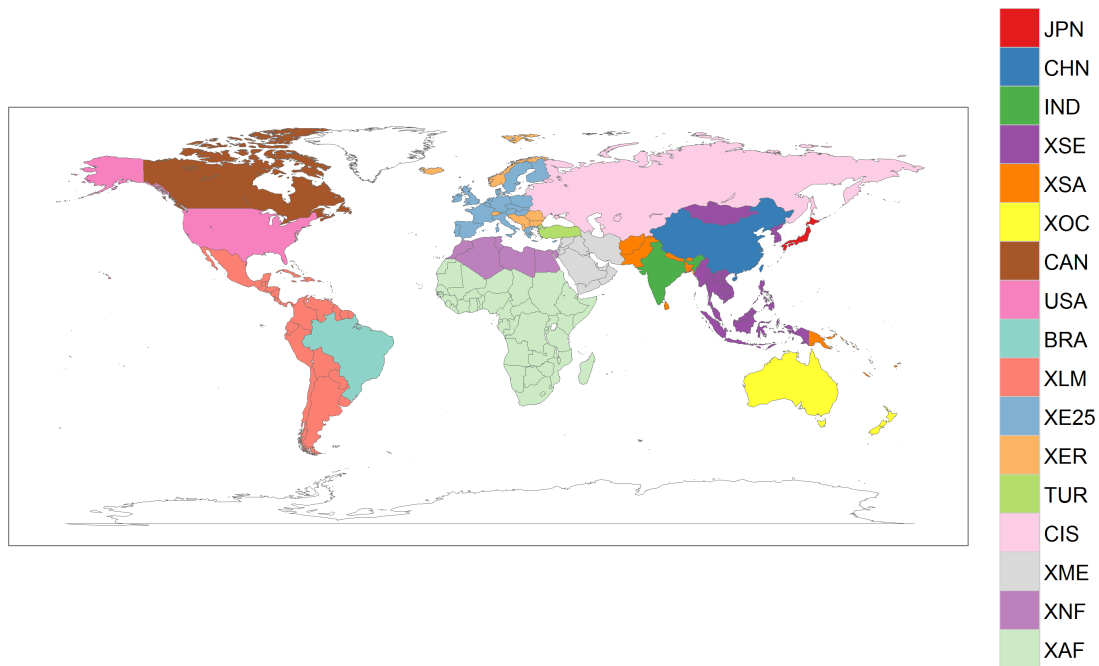 JPN
CHN
IND
XSE
XSA
XOC
CAN
USA
BRA
XLM
XE25
XER
TUR
CIS
XME
XNF
XAF